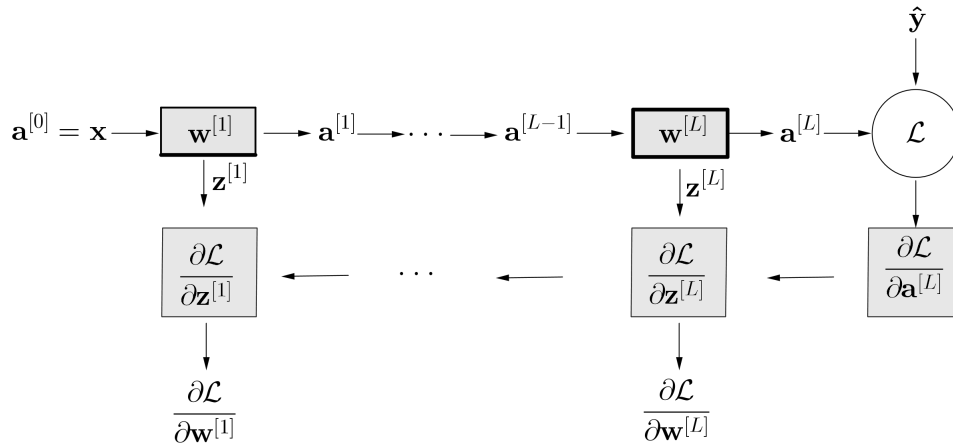 ŷ
a^[0] = x w^[1] a^[1] ··· a^[L−1] w^[L] a^[L] ℒ
z^[1] z^[L]
∂ℒ/∂z^[1] ··· ∂ℒ/∂z^[L] ∂ℒ/∂a^[L]
∂ℒ/∂w^[1] ∂ℒ/∂w^[L]